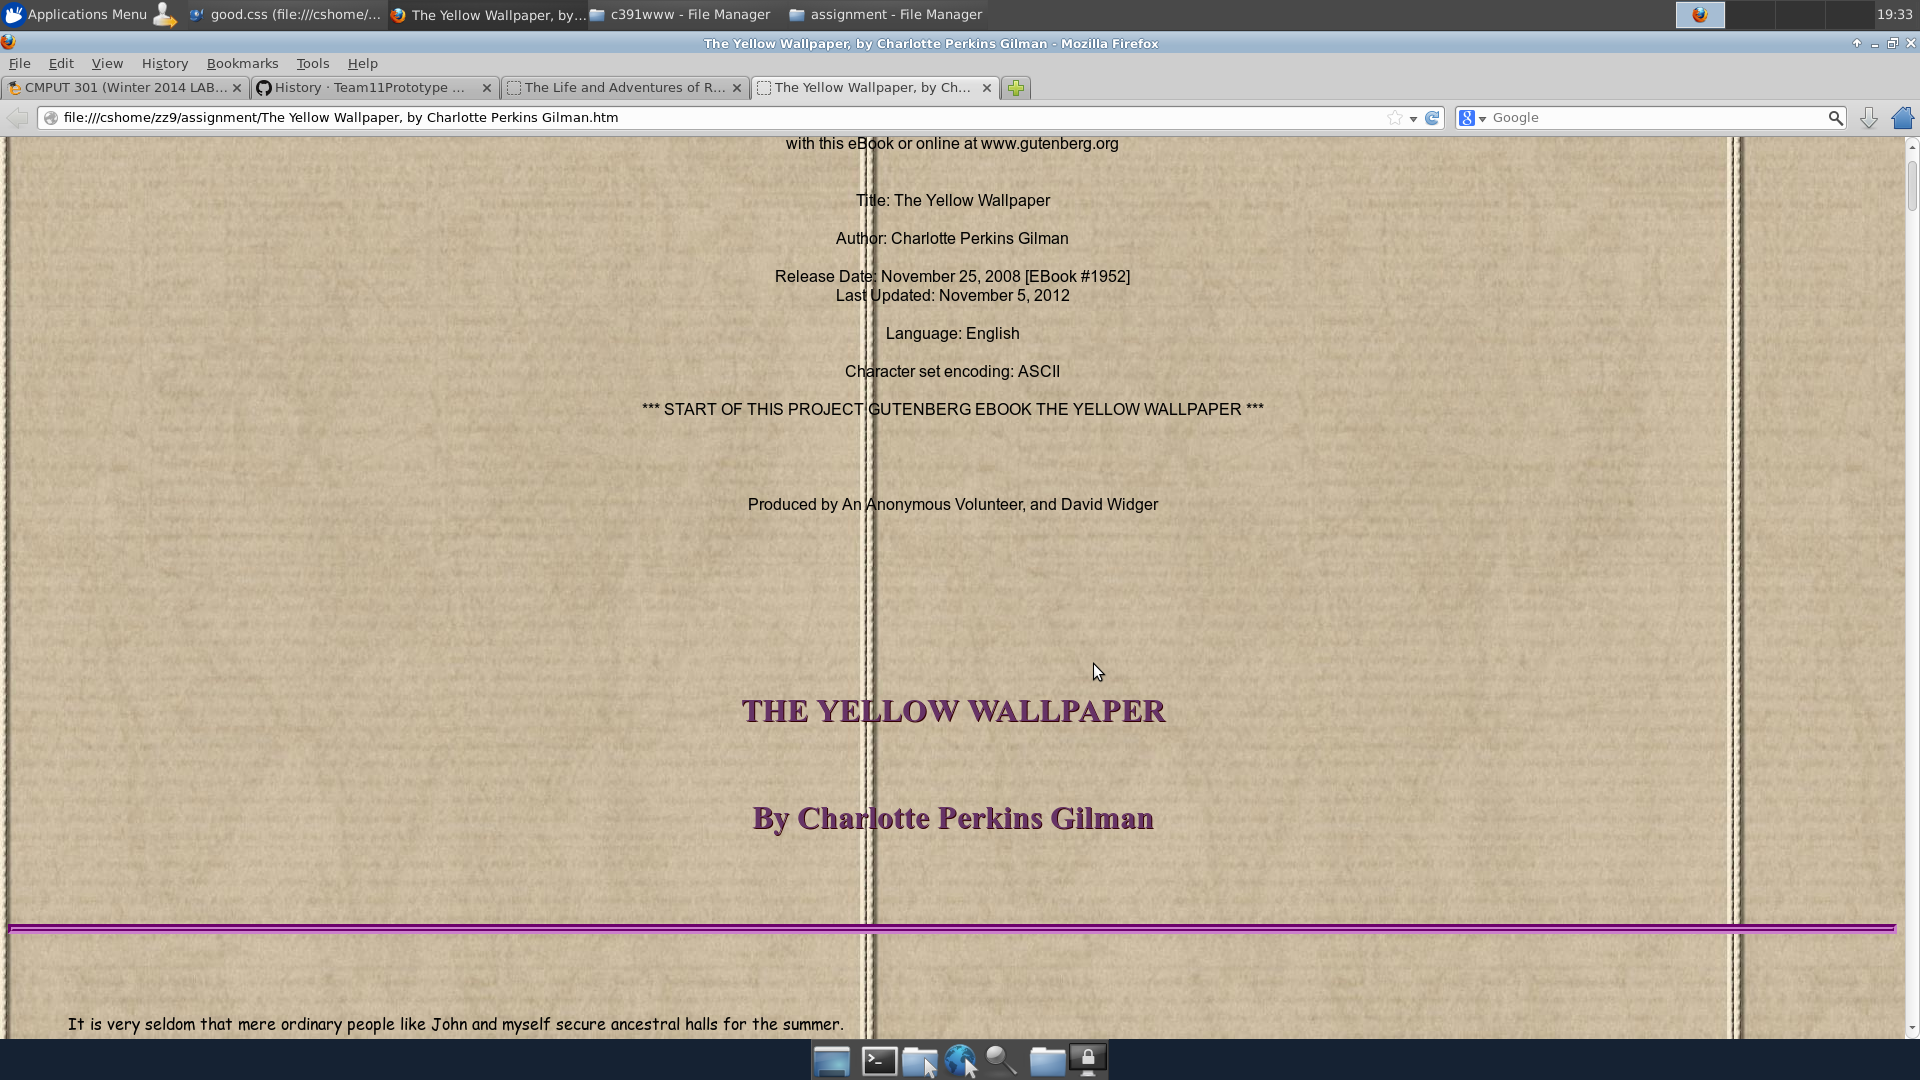 Applications Menu
good.css (file:///cshome/...
The Yellow Wallpaper, by...
c391www - File Manager
assignment - File Manager
19:33
The Yellow Wallpaper, by Charlotte Perkins Gilman - Mozilla Firefox
File Edit View History Bookmarks Tools Help
CMPUT 301 (Winter 2014 LAB...
History · Team11Prototype ...
The Life and Adventures of R...
The Yellow Wallpaper, by Ch...
file:///cshome/zz9/assignment/The Yellow Wallpaper, by Charlotte Perkins Gilman.htm
8
Google
with this eBook or online at www.gutenberg.org
Title: The Yellow Wallpaper
Author: Charlotte Perkins Gilman
Release Date: November 25, 2008 [EBook #1952]
Last Updated: November 5, 2012
Language: English
Character set encoding: ASCII
*** START OF THIS PROJECT GUTENBERG EBOOK THE YELLOW WALLPAPER ***
Produced by An Anonymous Volunteer, and David Widger
THE YELLOW WALLPAPER
By Charlotte Perkins Gilman
It is very seldom that mere ordinary people like John and myself secure ancestral halls for the summer.